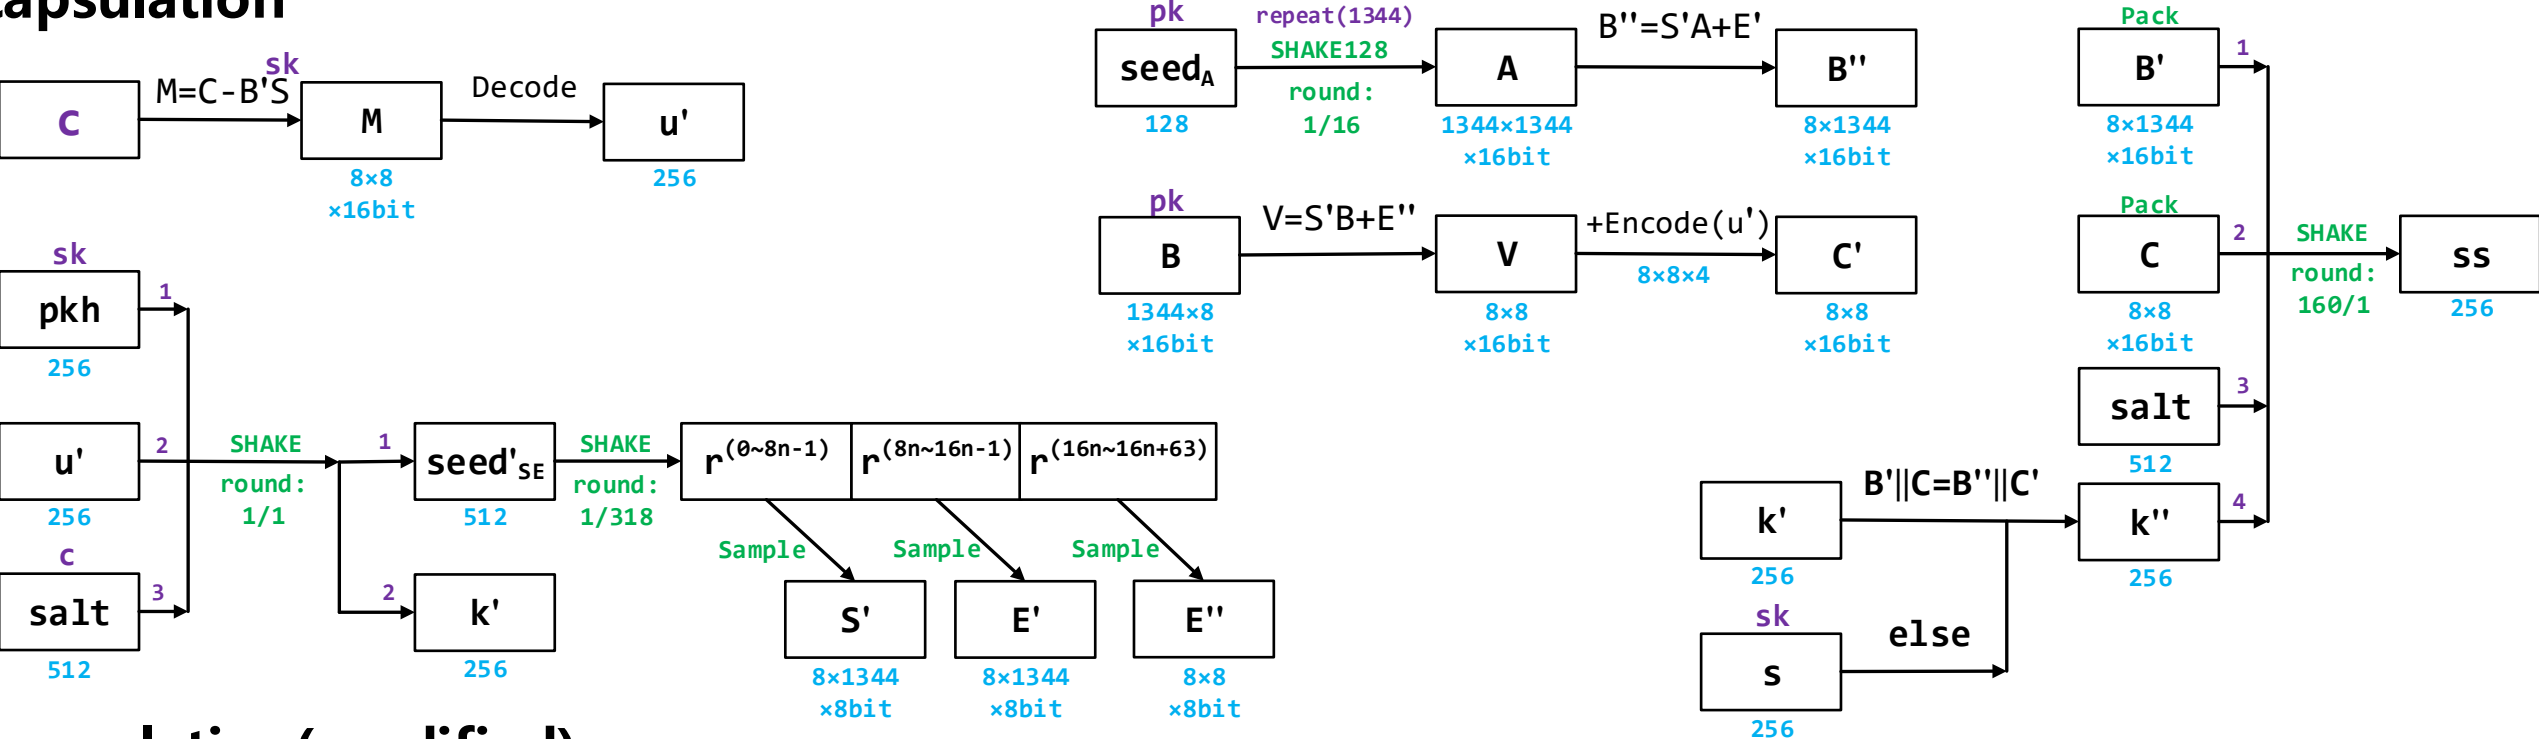 apsulation
sk
c
M=C-B'S
M
8×8
×16bit
Decode
u'
256
sk
pkh
256
1
u'
256
2
c
salt
512
3
SHAKE
round:
1/1
1
seed'SE
512
2
k'
256
SHAKE
round:
1/318
r(0~8n-1)
r(8n~16n-1)
r(16n~16n+63)
Sample
Sample
Sample
S'
8×1344
×8bit
E'
8×1344
×8bit
E''
8×8
×8bit
pk
seedA
128
repeat(1344)
SHAKE128
round:
1/16
A
1344×1344
×16bit
B''=S'A+E'
B''
8×1344
×16bit
pk
B
1344×8
×16bit
V=S'B+E''
V
8×8
×16bit
+Encode(u')
8×8×4
C'
8×8
×16bit
k'
256
B'||C=B''||C'
sk
s
256
else
Pack
B'
8×1344
×16bit
1
Pack
C
8×8
×16bit
2
salt
512
3
k''
256
4
SHAKE
round:
160/1
ss
256